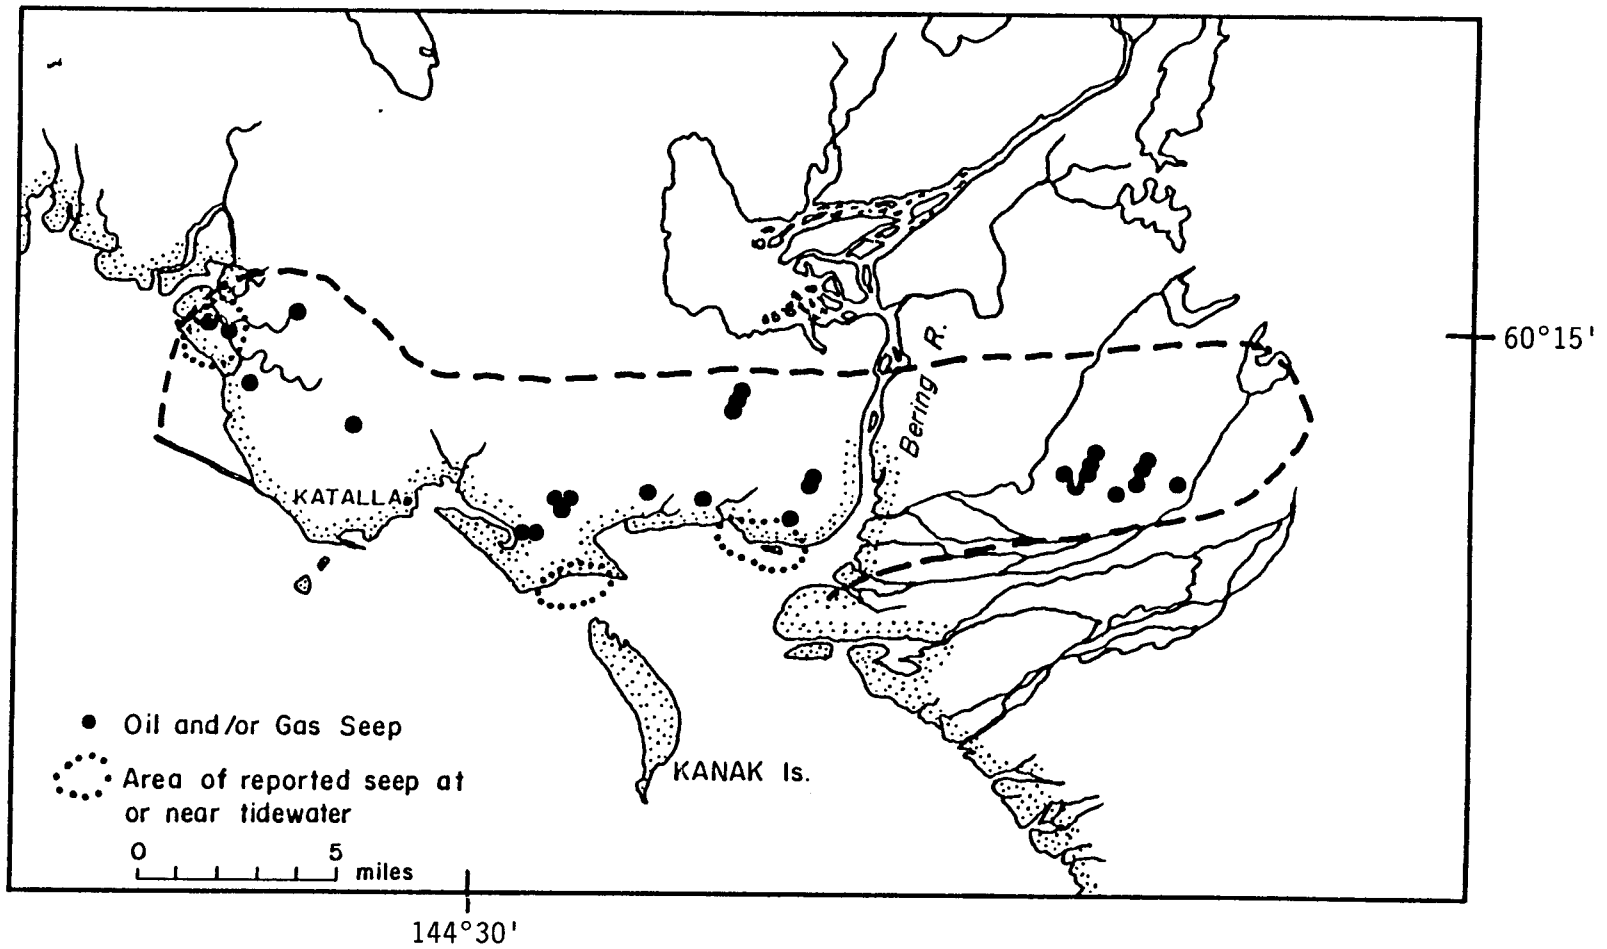 60°15'
Bering R.
KATALLA
Oil and/or Gas Seep
KANAK Is.
Area of reported seep at
or near tidewater
0 5
miles
144°30'